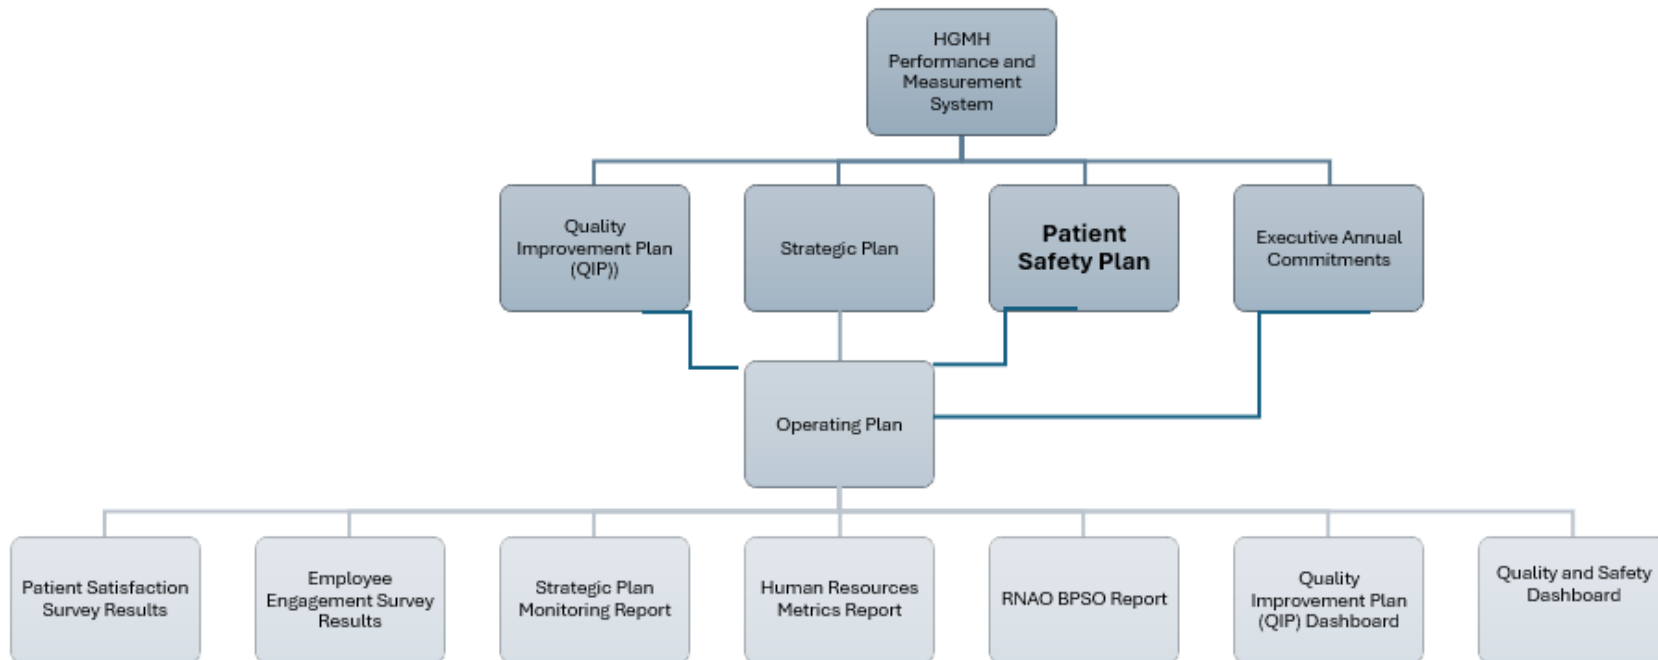 HGMH
Performance and
Measurement
System
Quality
Improvement Plan
(QIP))
Strategic Plan
Patient
Safety Plan
Executive Annual
Commitments
Operating Plan
Patient Satisfaction
Survey Results
Employee
Engagement Survey
Results
Strategic Plan
Monitoring Report
Human Resources
Metrics Report
RNAO BPSO Report
Quality
Improvement Plan
(QIP) Dashboard
Quality and Safety
Dashboard